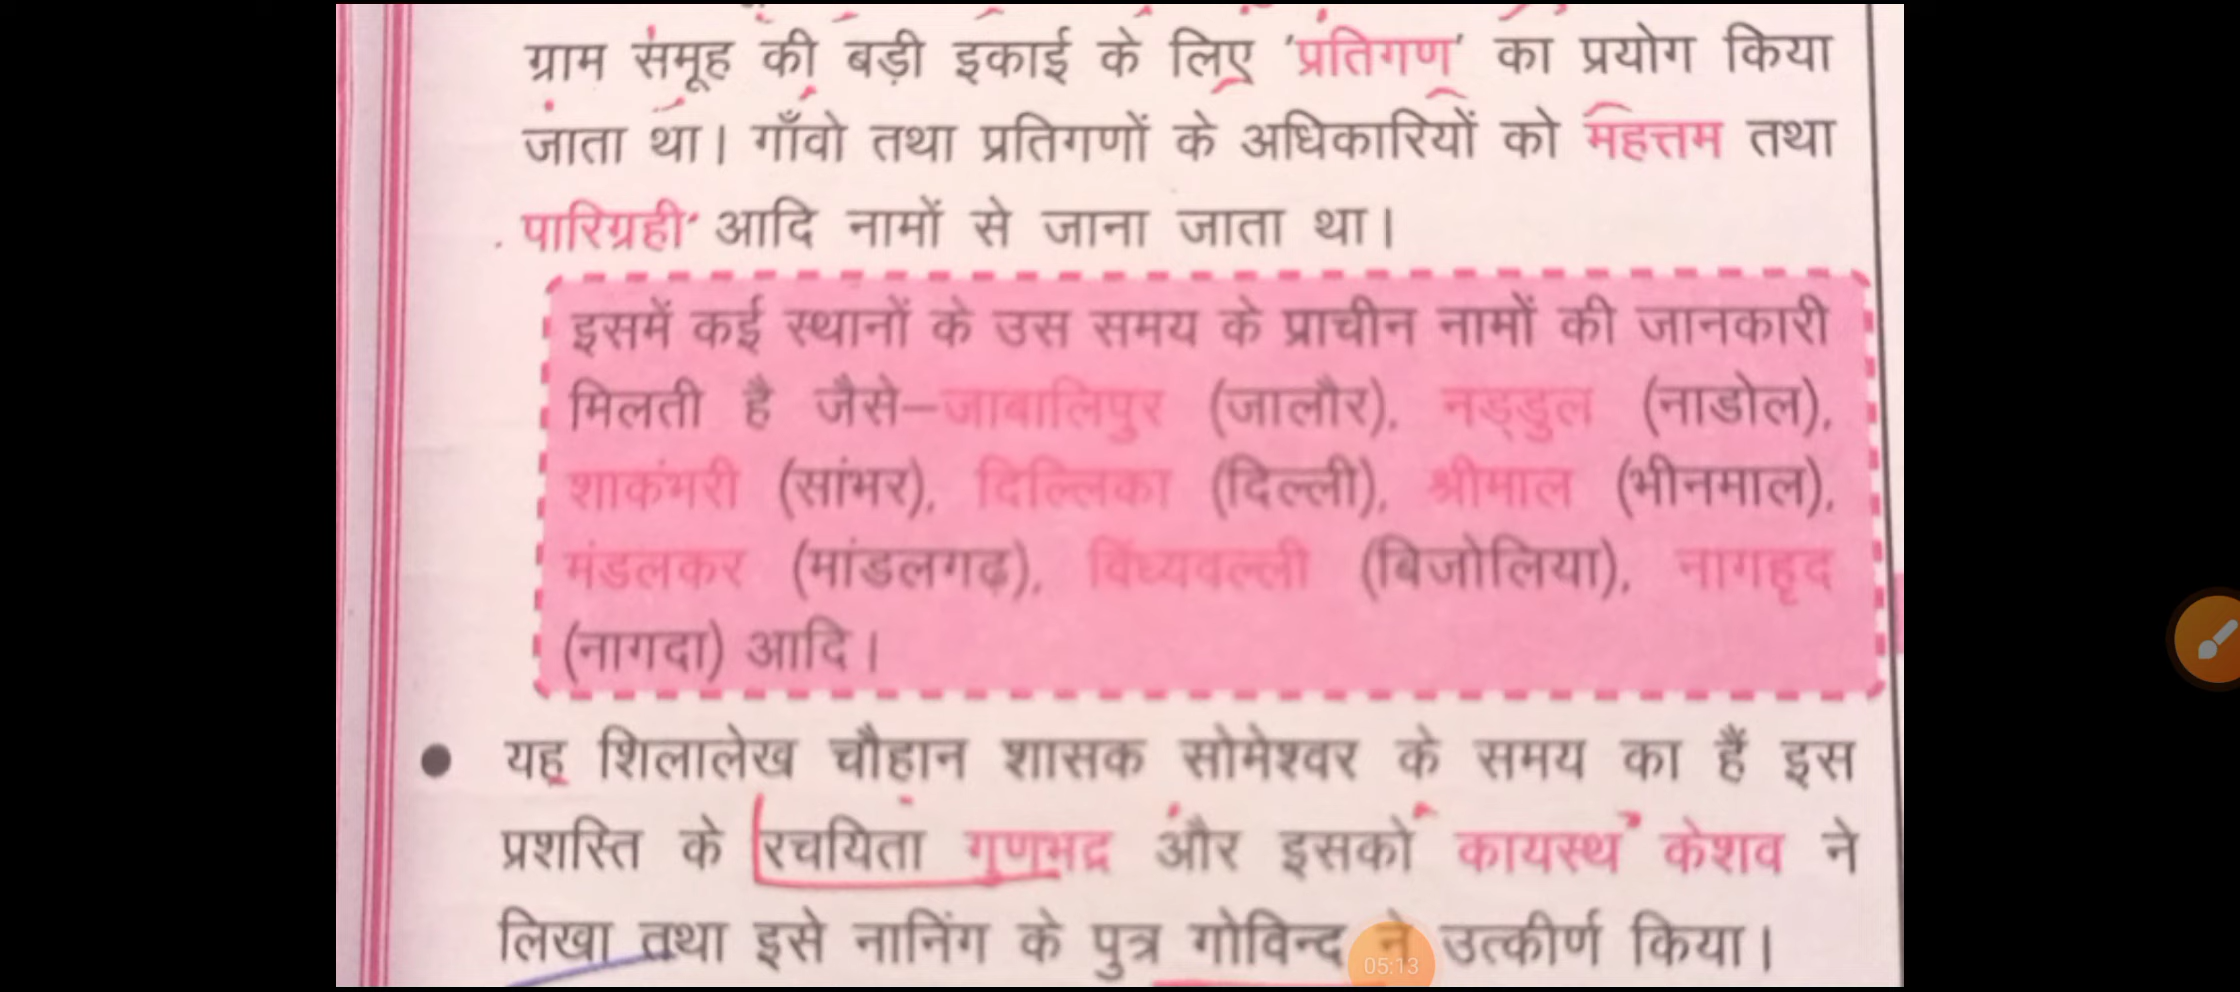 ग्राम समूह की बड़ी इकाई के लिए 'प्रतिगण' का प्रयोग किया
जाता था। गाँवो तथा प्रतिगणों के अधिकारियों को महत्तम तथा
पारिग्रही' आदि नामों से जाना जाता था।
इसमें कई स्थानों के उस समय के प्राचीन नामों की जानकारी
मिलती है जैसे–जाबालिपुर (जालौर), नड्डुल (नाडोल),
शाकंभरी (सांभर), दिल्लिका (दिल्ली), श्रीमाल (भीनमाल),
मंडलकर (मांडलगढ़), विंध्यवल्ली (बिजोलिया), नागहृद
(नागदा) आदि।
● यह शिलालेख चौहान शासक सोमेश्वर के समय का हैं इस
प्रशस्ति के रचयिता गुणभद्र और इसको कायस्थ केशव ने
लिखा तथा इसे नानिंग के पुत्र गोविन्द ने उत्कीर्ण किया।
05:13